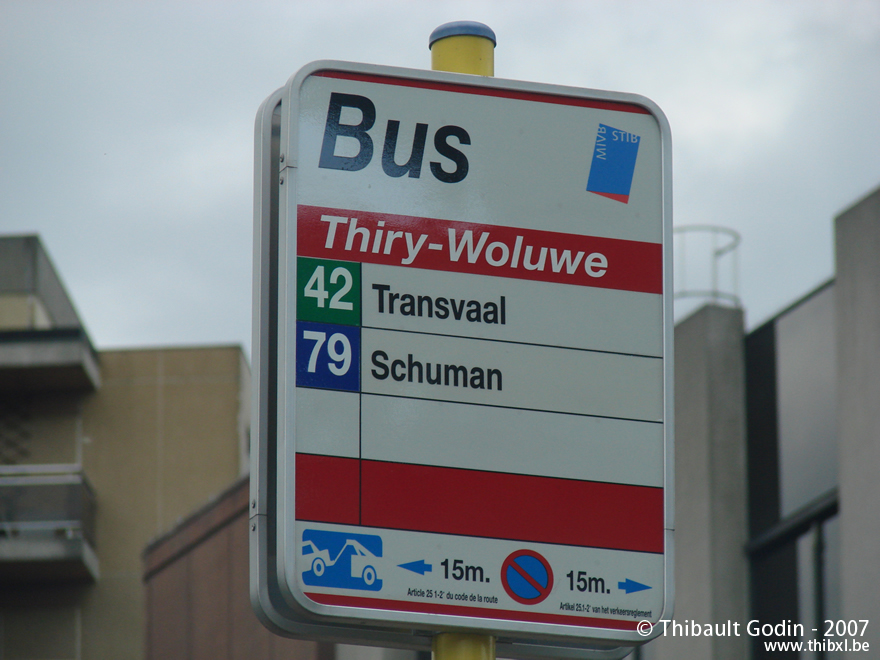 Bus
MIVB STIB
Thiry-Woluwe
42 Transvaal
79 Schuman
15m. 15m.
Article 25 1-2° du code de la route
Artikel 25.1-2° van het verkeersreglement
© Thibault Godin - 2007
www.thibxl.be